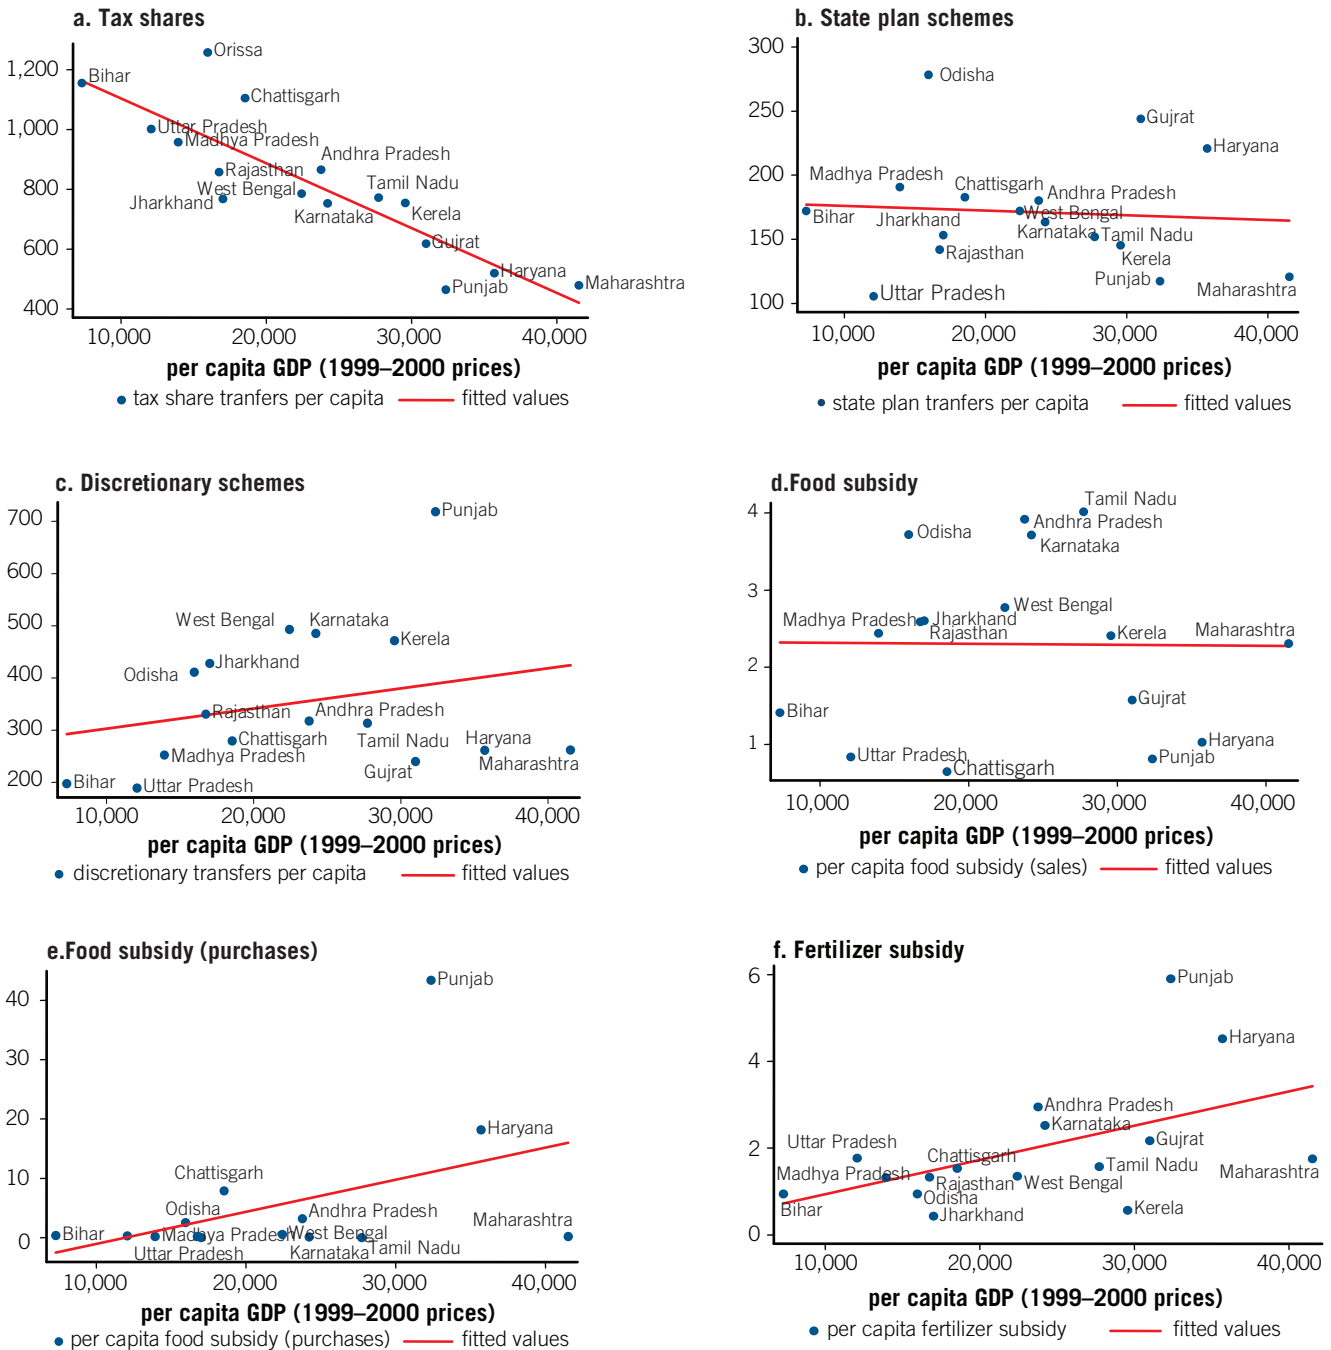 a. Tax shares
1,200
1,000
800
600
400
Orissa
Bihar
Chattisgarh
Uttar Pradesh
Madhya Pradesh
Andhra Pradesh
Rajasthan
West Bengal
Tamil Nadu
Jharkhand
Karnataka
Kerela
Gujrat
Haryana
Punjab
Maharashtra
10,000 20,000 30,000 40,000
per capita GDP (1999–2000 prices)
tax share tranfers per capita fitted values
b. State plan schemes
300
250
200
150
100
Odisha
Gujrat
Haryana
Madhya Pradesh
Chattisgarh
Andhra Pradesh
Bihar
Jharkhand
West Bengal
Karnataka
Tamil Nadu
Rajasthan
Kerela
Punjab
Maharashtra
Uttar Pradesh
10,000 20,000 30,000 40,000
per capita GDP (1999–2000 prices)
state plan tranfers per capita fitted values
c. Discretionary schemes
700
600
500
400
300
200
Punjab
West Bengal
Karnataka
Kerela
Jharkhand
Odisha
Rajasthan
Andhra Pradesh
Chattisgarh
Tamil Nadu
Haryana
Madhya Pradesh
Gujrat
Maharashtra
Bihar
Uttar Pradesh
10,000 20,000 30,000 40,000
per capita GDP (1999–2000 prices)
discretionary transfers per capita fitted values
d.Food subsidy
4
3
2
1
Tamil Nadu
Andhra Pradesh
Odisha
Karnataka
West Bengal
Madhya Pradesh
Jharkhand
Rajasthan
Kerela
Maharashtra
Gujrat
Bihar
Haryana
Uttar Pradesh
Punjab
Chattisgarh
10,000 20,000 30,000 40,000
per capita GDP (1999–2000 prices)
per capita food subsidy (sales) fitted values
e.Food subsidy (purchases)
40
30
20
10
0
Punjab
Haryana
Chattisgarh
Odisha
Andhra Pradesh
Maharashtra
Bihar
Madhya Pradesh
West Bengal
Uttar Pradesh
Karnataka
Tamil Nadu
10,000 20,000 30,000 40,000
per capita GDP (1999–2000 prices)
per capita food subsidy (purchases) fitted values
f. Fertilizer subsidy
6
4
2
0
Punjab
Haryana
Andhra Pradesh
Karnataka
Uttar Pradesh
Gujrat
Chattisgarh
Tamil Nadu
Madhya Pradesh
Rajasthan
West Bengal
Maharashtra
Odisha
Bihar
Jharkhand
Kerela
10,000 20,000 30,000 40,000
per capita GDP (1999–2000 prices)
per capita fertilizer subsidy fitted values